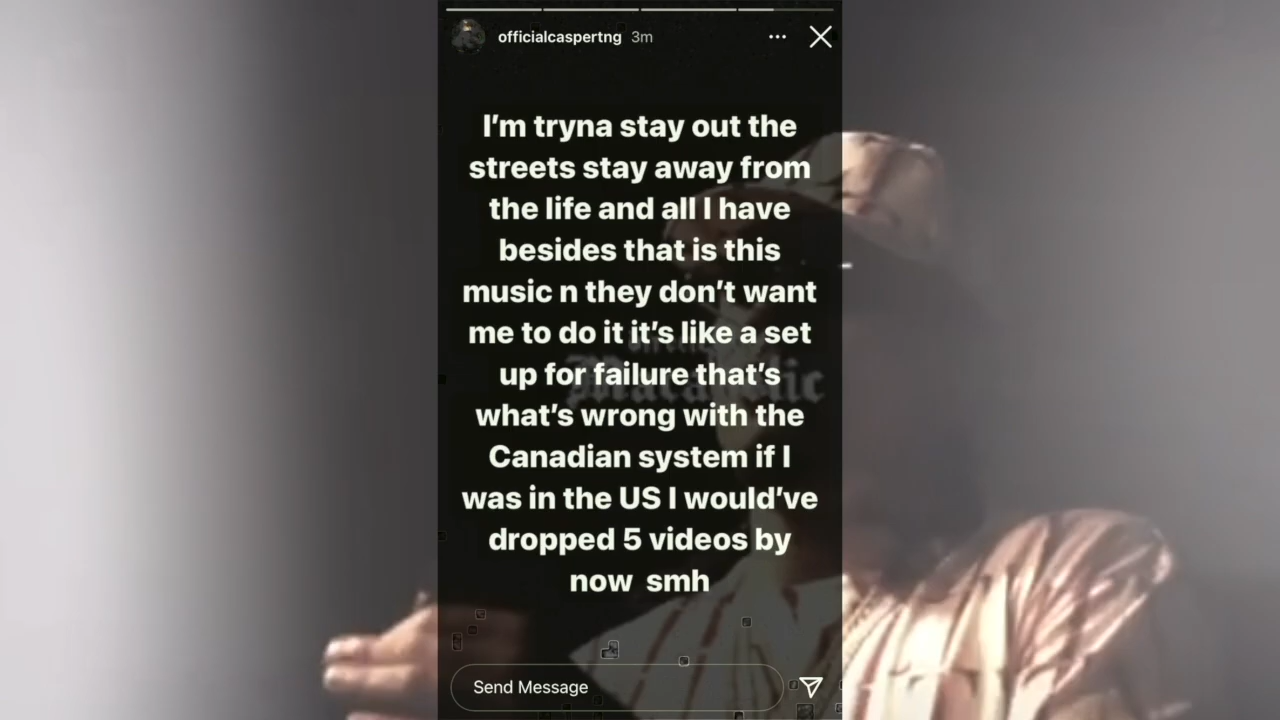 officialcaspertng 3m
I'm tryna stay out the
streets stay away from
the life and all I have
besides that is this
music n they don't want
me to do it it's like a set
up for failure that's
what's wrong with the
Canadian system if I
was in the US I would've
dropped 5 videos by
now smh
Send Message